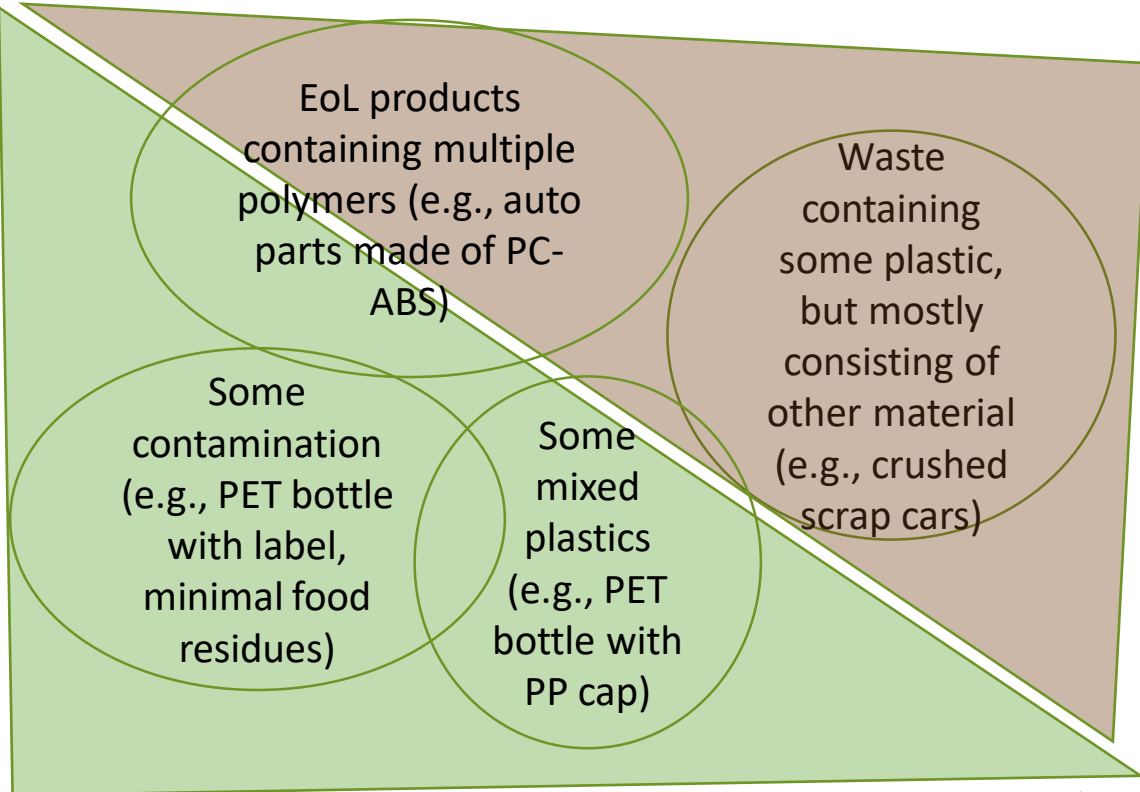 EoL products
containing multiple
polymers (e.g., auto
parts made of PC-
ABS)
Waste
containing
some plastic,
but mostly
consisting of
other material
(e.g., crushed
scrap cars)
Some
contamination
(e.g., PET bottle
with label,
minimal food
residues)
Some
mixed
plastics
(e.g., PET
bottle with
PP cap)